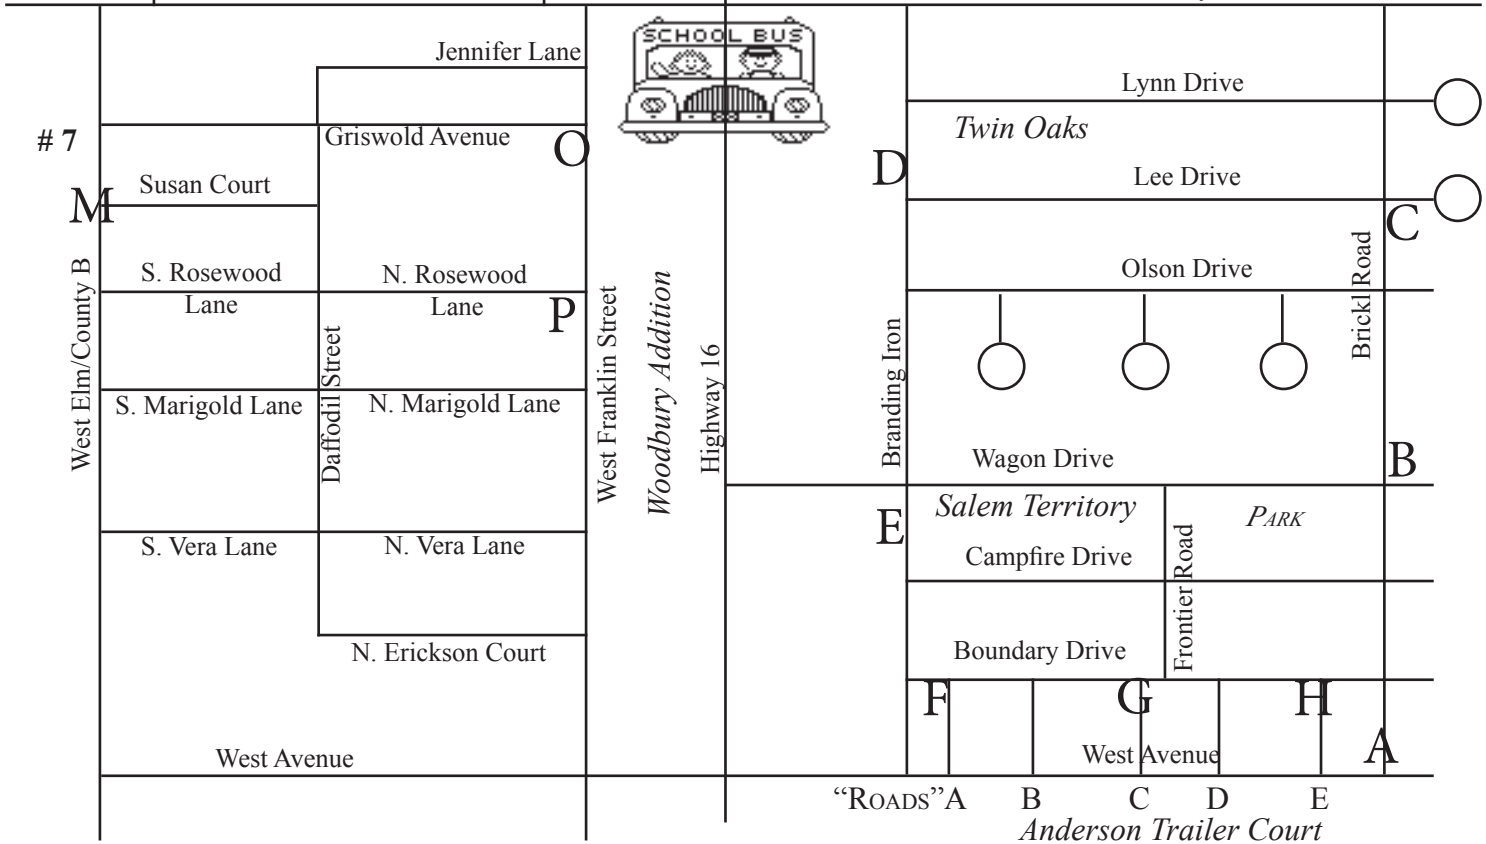 Jennifer Lane
SCHOOL BUS
Lynn Drive
# 7
Griswold Avenue
O
Twin Oaks
D
Susan Court
Lee Drive
M
C
S. Rosewood
Lane
N. Rosewood
Lane
P
Olson Drive
West Elm/County B
Daffodil Street
West Franklin Street
Woodbury Addition
Highway 16
Branding Iron
Brickl Road
S. Marigold Lane
N. Marigold Lane
Wagon Drive
B
Salem Territory
PARK
E
S. Vera Lane
N. Vera Lane
Campfire Drive
Frontier Road
N. Erickson Court
Boundary Drive
F
G
H
A
West Avenue
West Avenue
“ROADS” A B C D E
Anderson Trailer Court